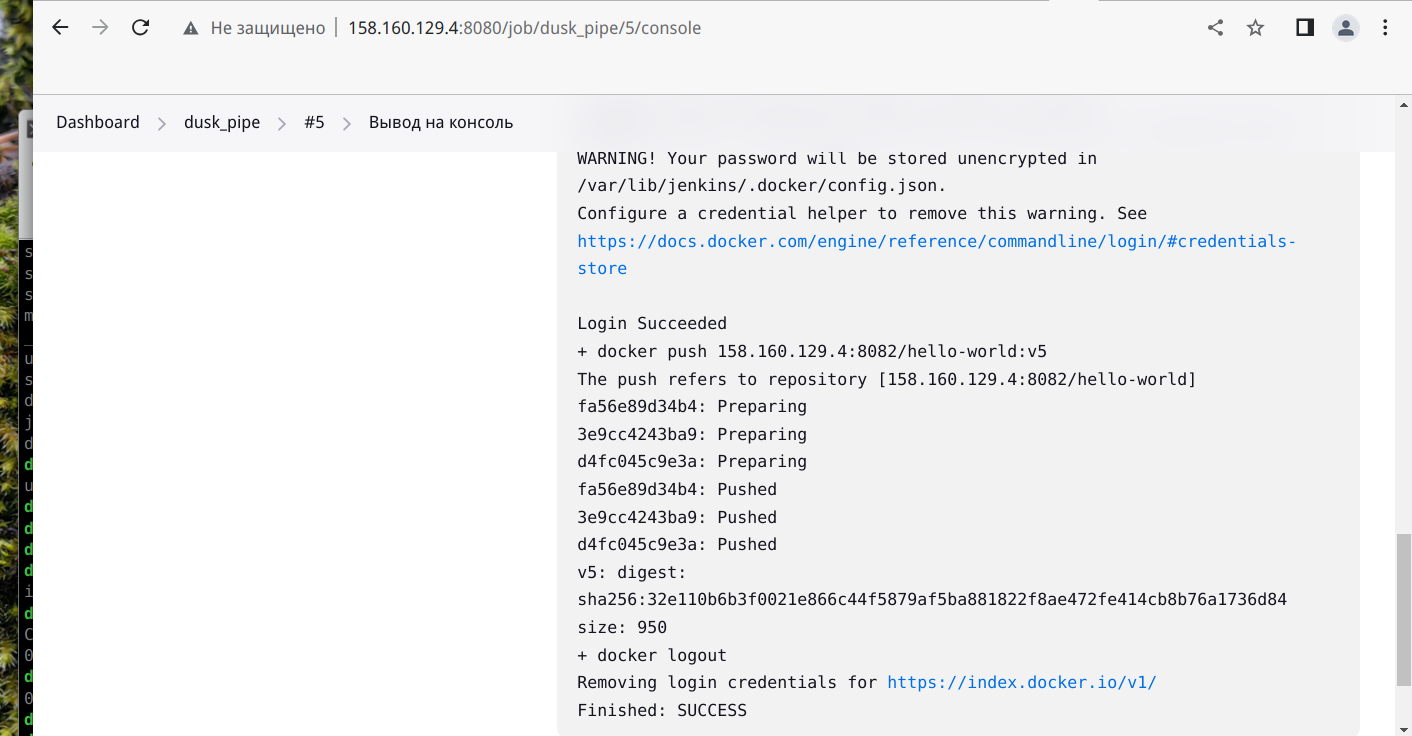 Не защищено 158.160.129.4:8080/job/dusk_pipe/5/console
Dashboard dusk_pipe #5 Вывод на консоль
WARNING! Your password will be stored unencrypted in
/var/lib/jenkins/.docker/config.json.
Configure a credential helper to remove this warning. See
https://docs.docker.com/engine/reference/commandline/login/#credentials-
store
Login Succeeded
+ docker push 158.160.129.4:8082/hello-world:v5
The push refers to repository [158.160.129.4:8082/hello-world]
fa56e89d34b4: Preparing
3e9cc4243ba9: Preparing
d4fc045c9e3a: Preparing
fa56e89d34b4: Pushed
3e9cc4243ba9: Pushed
d4fc045c9e3a: Pushed
v5: digest:
sha256:32e110b6b3f0021e866c44f5879af5ba881822f8ae472fe414cb8b76a1736d84
size: 950
+ docker logout
Removing login credentials for https://index.docker.io/v1/
Finished: SUCCESS